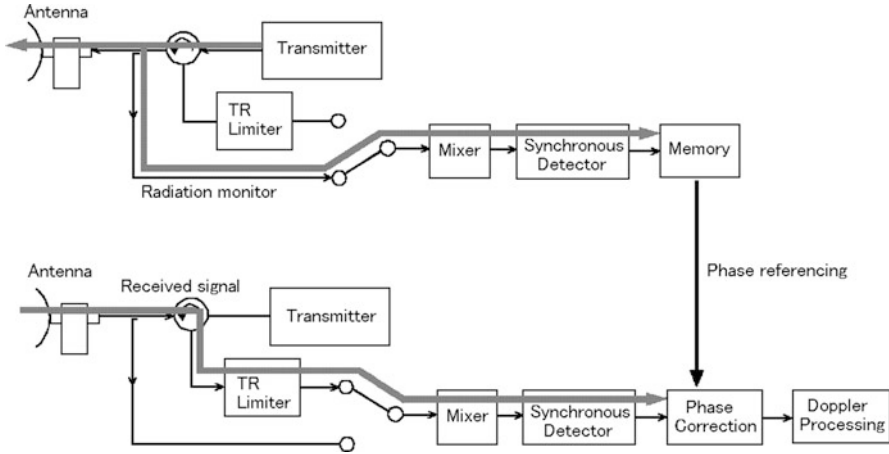 Antenna
Transmitter
TR
Limiter
Mixer
Synchronous
Detector
Memory
Radiation monitor
Phase referencing
Antenna
Received signal
Transmitter
TR
Limiter
Mixer
Synchronous
Detector
Phase
Correction
Doppler
Processing